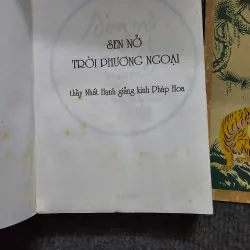 SEN NỞ
TRỜI PHƯƠNG NGOẠI
thầy Nhất Hạnh giảng kinh Pháp Hoa